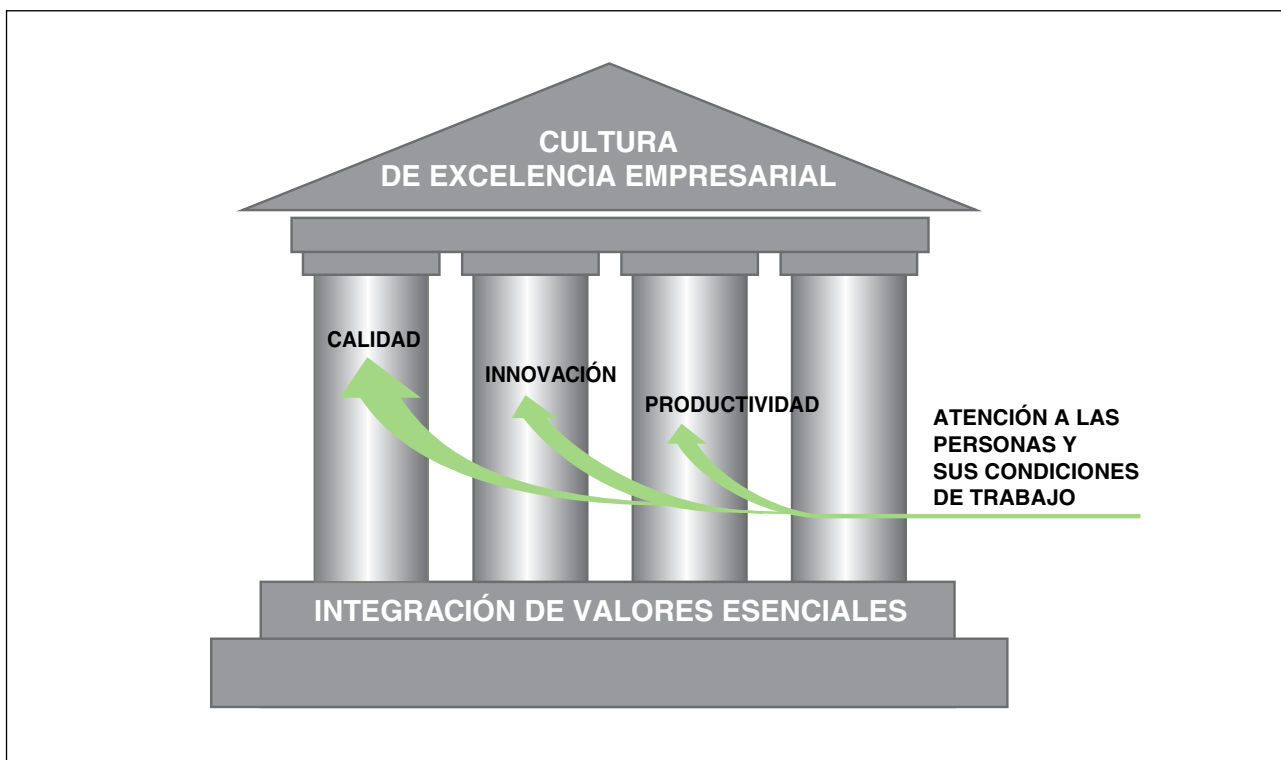 CULTURA
DE EXCELENCIA EMPRESARIAL
CALIDAD
INNOVACIÓN
PRODUCTIVIDAD
ATENCIÓN A LAS
PERSONAS Y
SUS CONDICIONES
DE TRABAJO
INTEGRACIÓN DE VALORES ESENCIALES